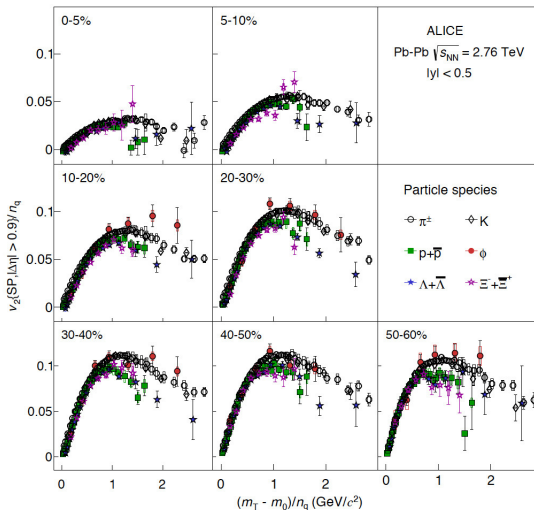 0-5%
5-10%
ALICE
Pb-Pb √sNN = 2.76 TeV
|y| < 0.5
0.1
0.05
0
10-20%
20-30%
Particle species
π±
K
p+p̅
ϕ
Λ+Λ̅
Ξ⁻+Ξ̅⁺
0.1
0.05
0
30-40%
40-50%
50-60%
0.1
0.05
0
v2{SP,|Δη| > 0.9}/nq
0 1 2 0 1 2 0 1 2
(mT − m0)/nq (GeV/c²)